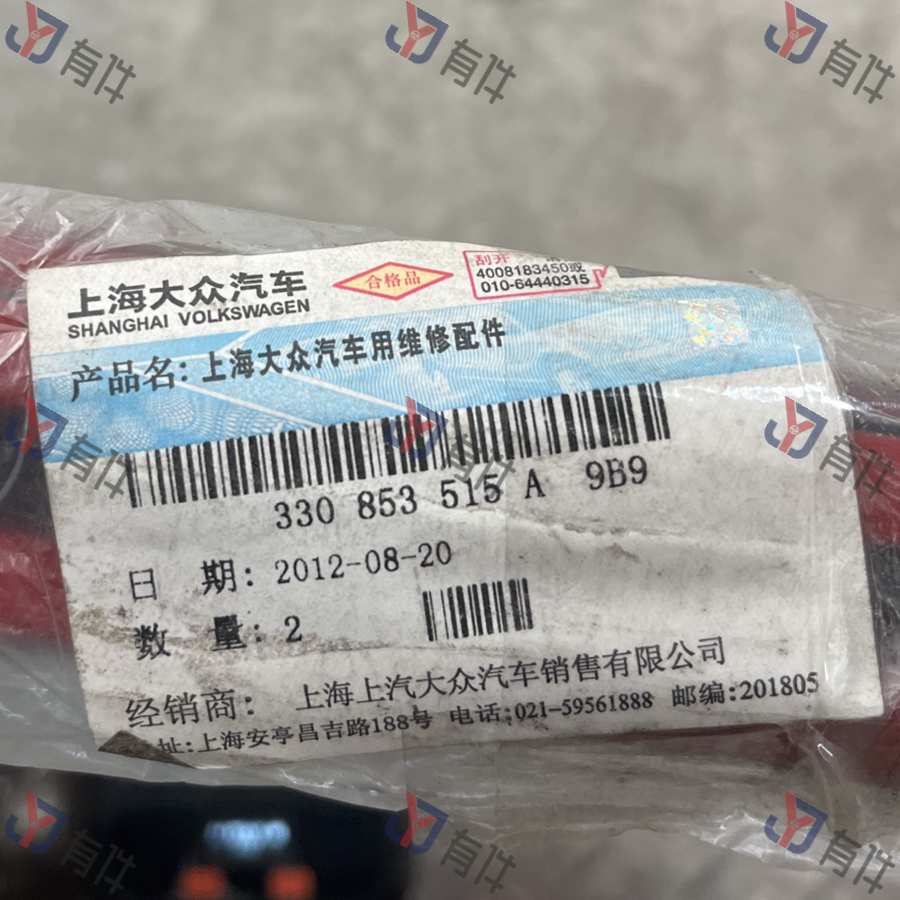 有件 有件 有件
刮开
4008183450或
010-64440315
合格品
上海大众汽车
SHANGHAI VOLKSWAGEN
产品名: 上海大众汽车用维修配件
有件 有件 有件
330 853 515 A 9B9
日 期: 2012-08-20
数 量: 2
经销商: 上海上汽大众汽车销售有限公司
址:上海安亭昌吉路188号 电话:021-59561888 邮编:201805
有件 有件 有件